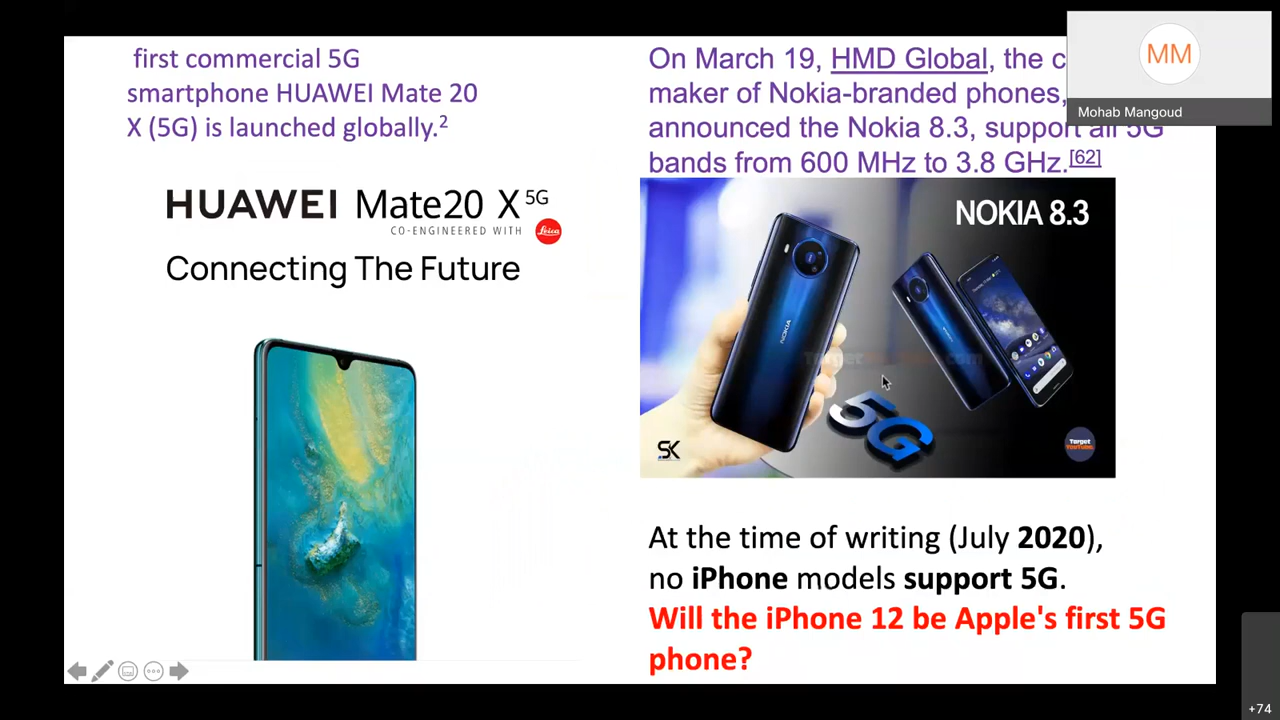 first commercial 5G
smartphone HUAWEI Mate 20
X (5G) is launched globally.2
HUAWEI Mate20 X 5G
CO-ENGINEERED WITH Leica
Connecting The Future
On March 19, HMD Global, the c
maker of Nokia-branded phones,
announced the Nokia 8.3, support all 5G
bands from 600 MHz to 3.8 GHz.[62]
NOKIA 8.3
NOKIA
5G
SK
Target
YouTube
At the time of writing (July 2020),
no iPhone models support 5G.
Will the iPhone 12 be Apple's first 5G
phone?
MM
Mohab Mangoud
+74